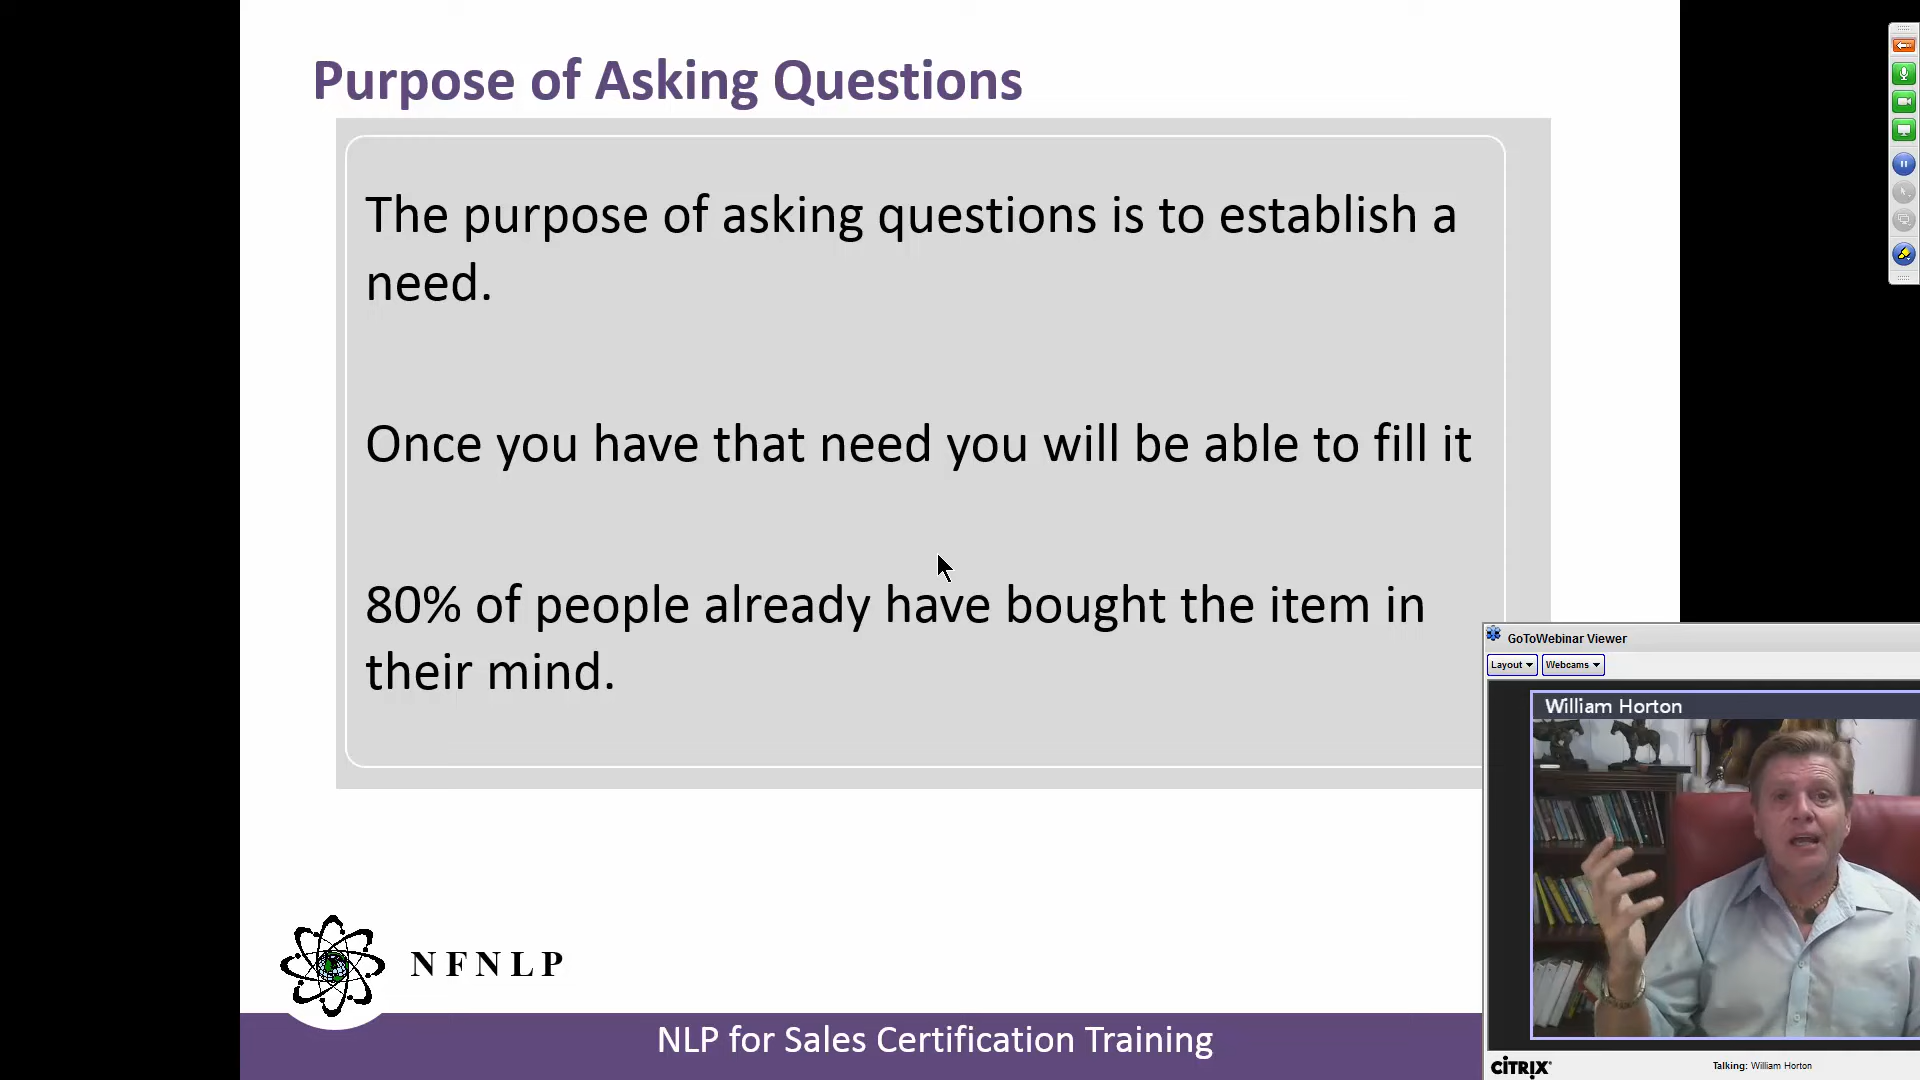 Purpose of Asking Questions
The purpose of asking questions is to establish a
need.
Once you have that need you will be able to fill it
80% of people already have bought the item in
their mind.
GoToWebinar Viewer
Layout
Webcams
William Horton
NFNLP
NLP for Sales Certification Training
CITRIX
Talking: William Horton